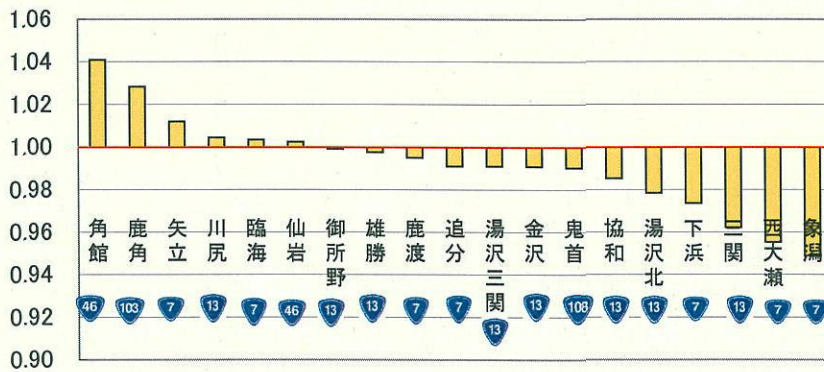 1.06
1.04
1.02
1.00
0.98
0.96
0.94
0.92
0.90
角館
鹿角
矢立
川尻
臨海
仙岩
御所野
雄勝
鹿渡
追分
湯沢三関
金沢
鬼首
協和
湯沢北
下浜
西大瀬
象潟
46
103
7
13
7
46
13
13
7
7
13
13
108
13
13
7
13
7
7